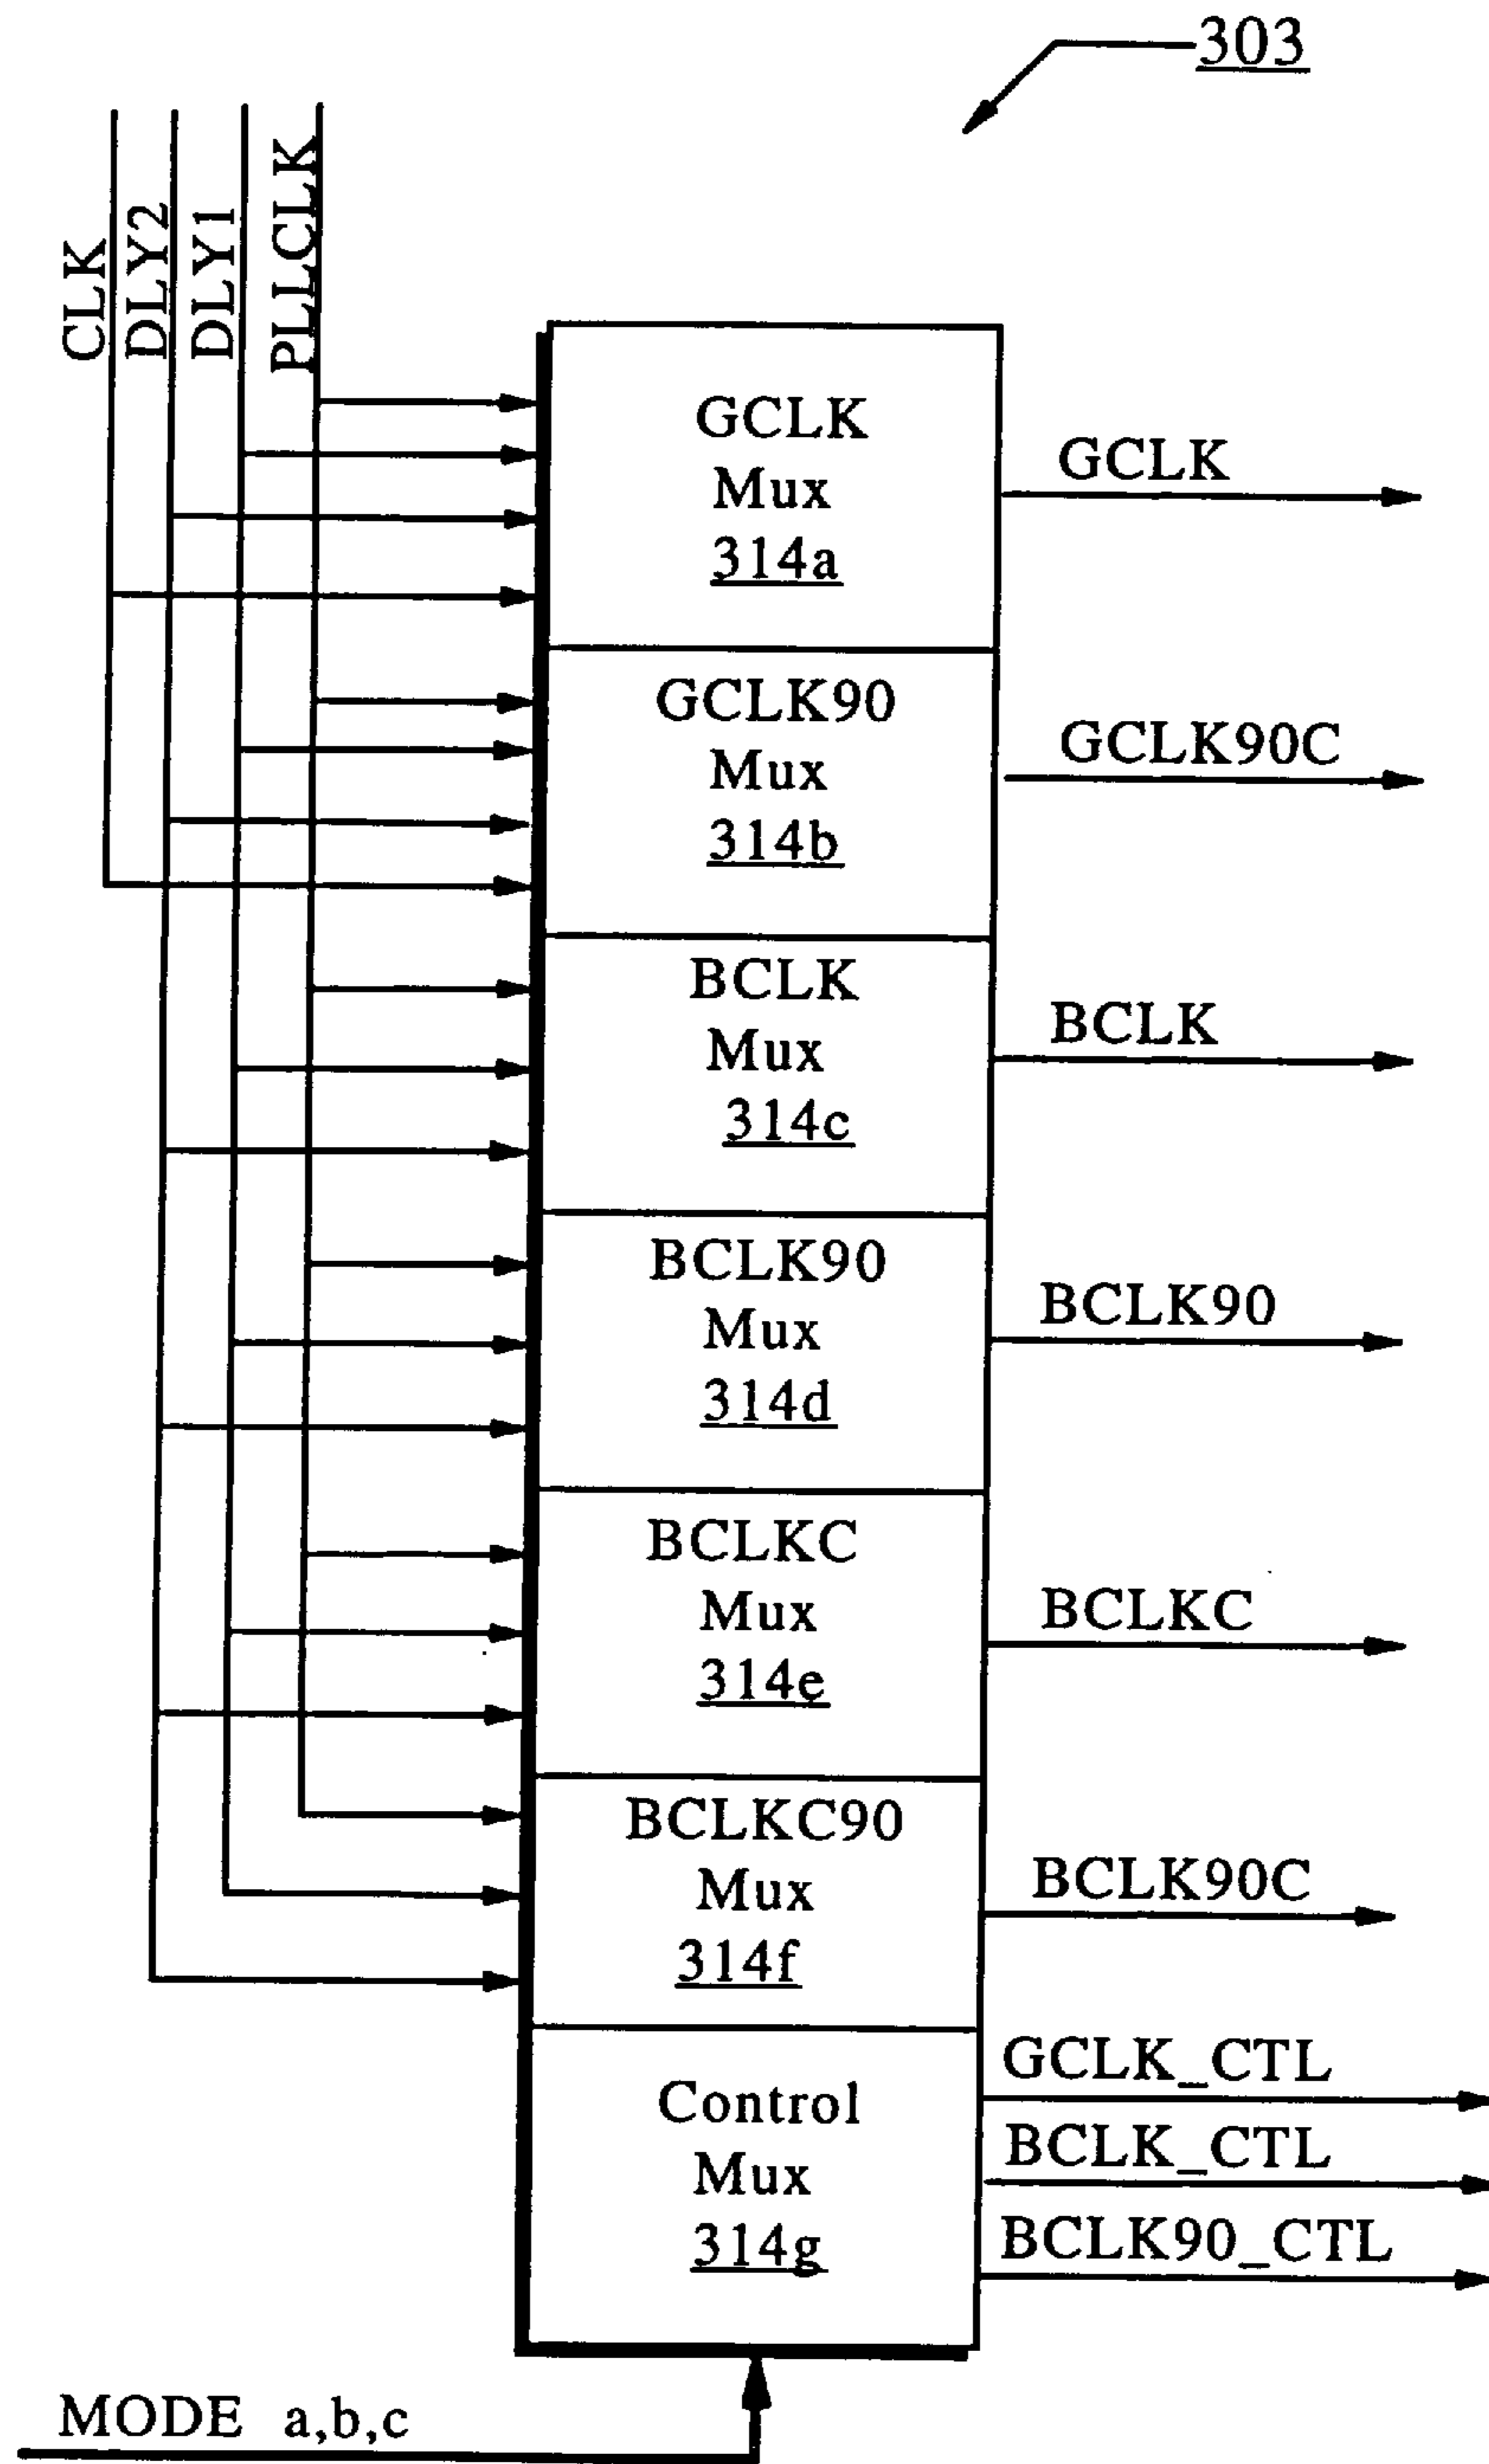 303
CLK
DLY2
DLY1
PLLCLK
GCLK
Mux
314a
GCLK
GCLK90
Mux
314b
GCLK90C
BCLK
Mux
314c
BCLK
BCLK90
Mux
314d
BCLK90
BCLKC
Mux
314e
BCLKC
BCLKC90
Mux
314f
BCLK90C
Control
Mux
314g
GCLK_CTL
BCLK_CTL
BCLK90_CTL
MODE a,b,c